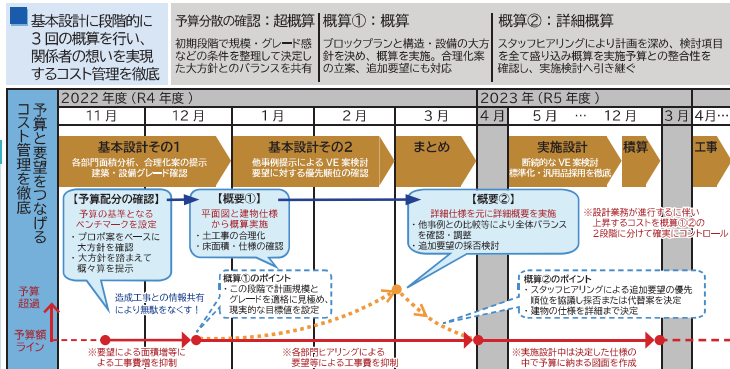 基本設計に段階的に
3回の概算を行い、
関係者の想いを実現
するコスト管理を徹底
予算分散の確認：超概算
初期段階で規模・グレード感
などの条件を整理して決定し
た大方針とのバランスを共有
概算①：概算
ブロックプランと構造・設備の大方
針を決め、概算を実施。合理化案
の立案、追加要望にも対応
概算②：詳細概算
スタッフヒアリングにより計画を深め、検討項目
を全て盛り込み概算を実施予算との整合性を
確認し、実施検討へ引き継ぐ
予算と要望をつなげる
コスト管理を徹底
2022 年度（R4 年度 ）
2023 年（R5 年度 ）
11 月
12 月
1 月
2 月
3 月
4 月
5 月
…
12 月
3 月
4月…
基本設計その1
各部門面積分析、合理化案の提示
建築・設備グレード確認
基本設計その2
他事例提示による VE 案検討
要望に対する優先順位の確認
まとめ
実施設計
断続的な VE 案検討
標準化・汎用品採用を徹底
積算
工事
【予算配分の確認】
予算の基準となる
ベンチマークを設定
・プロポ案をベースに
大方針を確認
・大方針を踏まえて
概々算を提示
【概要①】
平面図と建物仕様
から概算実施
・土工事の合理化
・床面積・仕様の確認
【概要②】
詳細仕様を元に詳細概要を実施
・他事例との比較等により全体バランス
を確認・調整
・追加要望の採否検討
※設計業務が進行するに伴い
上昇するコストを概算①②の
2段階に分けて確実にコントロール
概算①のポイント
・この段階で計画規模と
グレードを適格に見極め、
現実的な目標値を設定
概算②のポイント
・スタッフヒアリングによる追加要望の優先
順位を協議し採否または代替案を決定
・建物の仕様を詳細まで決定
造成工事との情報共有
により無駄をなくす！
予算
超過
予算額
ライン
※要望による面積増等に
よる工事費増を抑制
※各部門ヒアリングによる
要望等による工事費増を抑制
※実施設計中は決定した仕様の
中で予算に納まる図面を作成